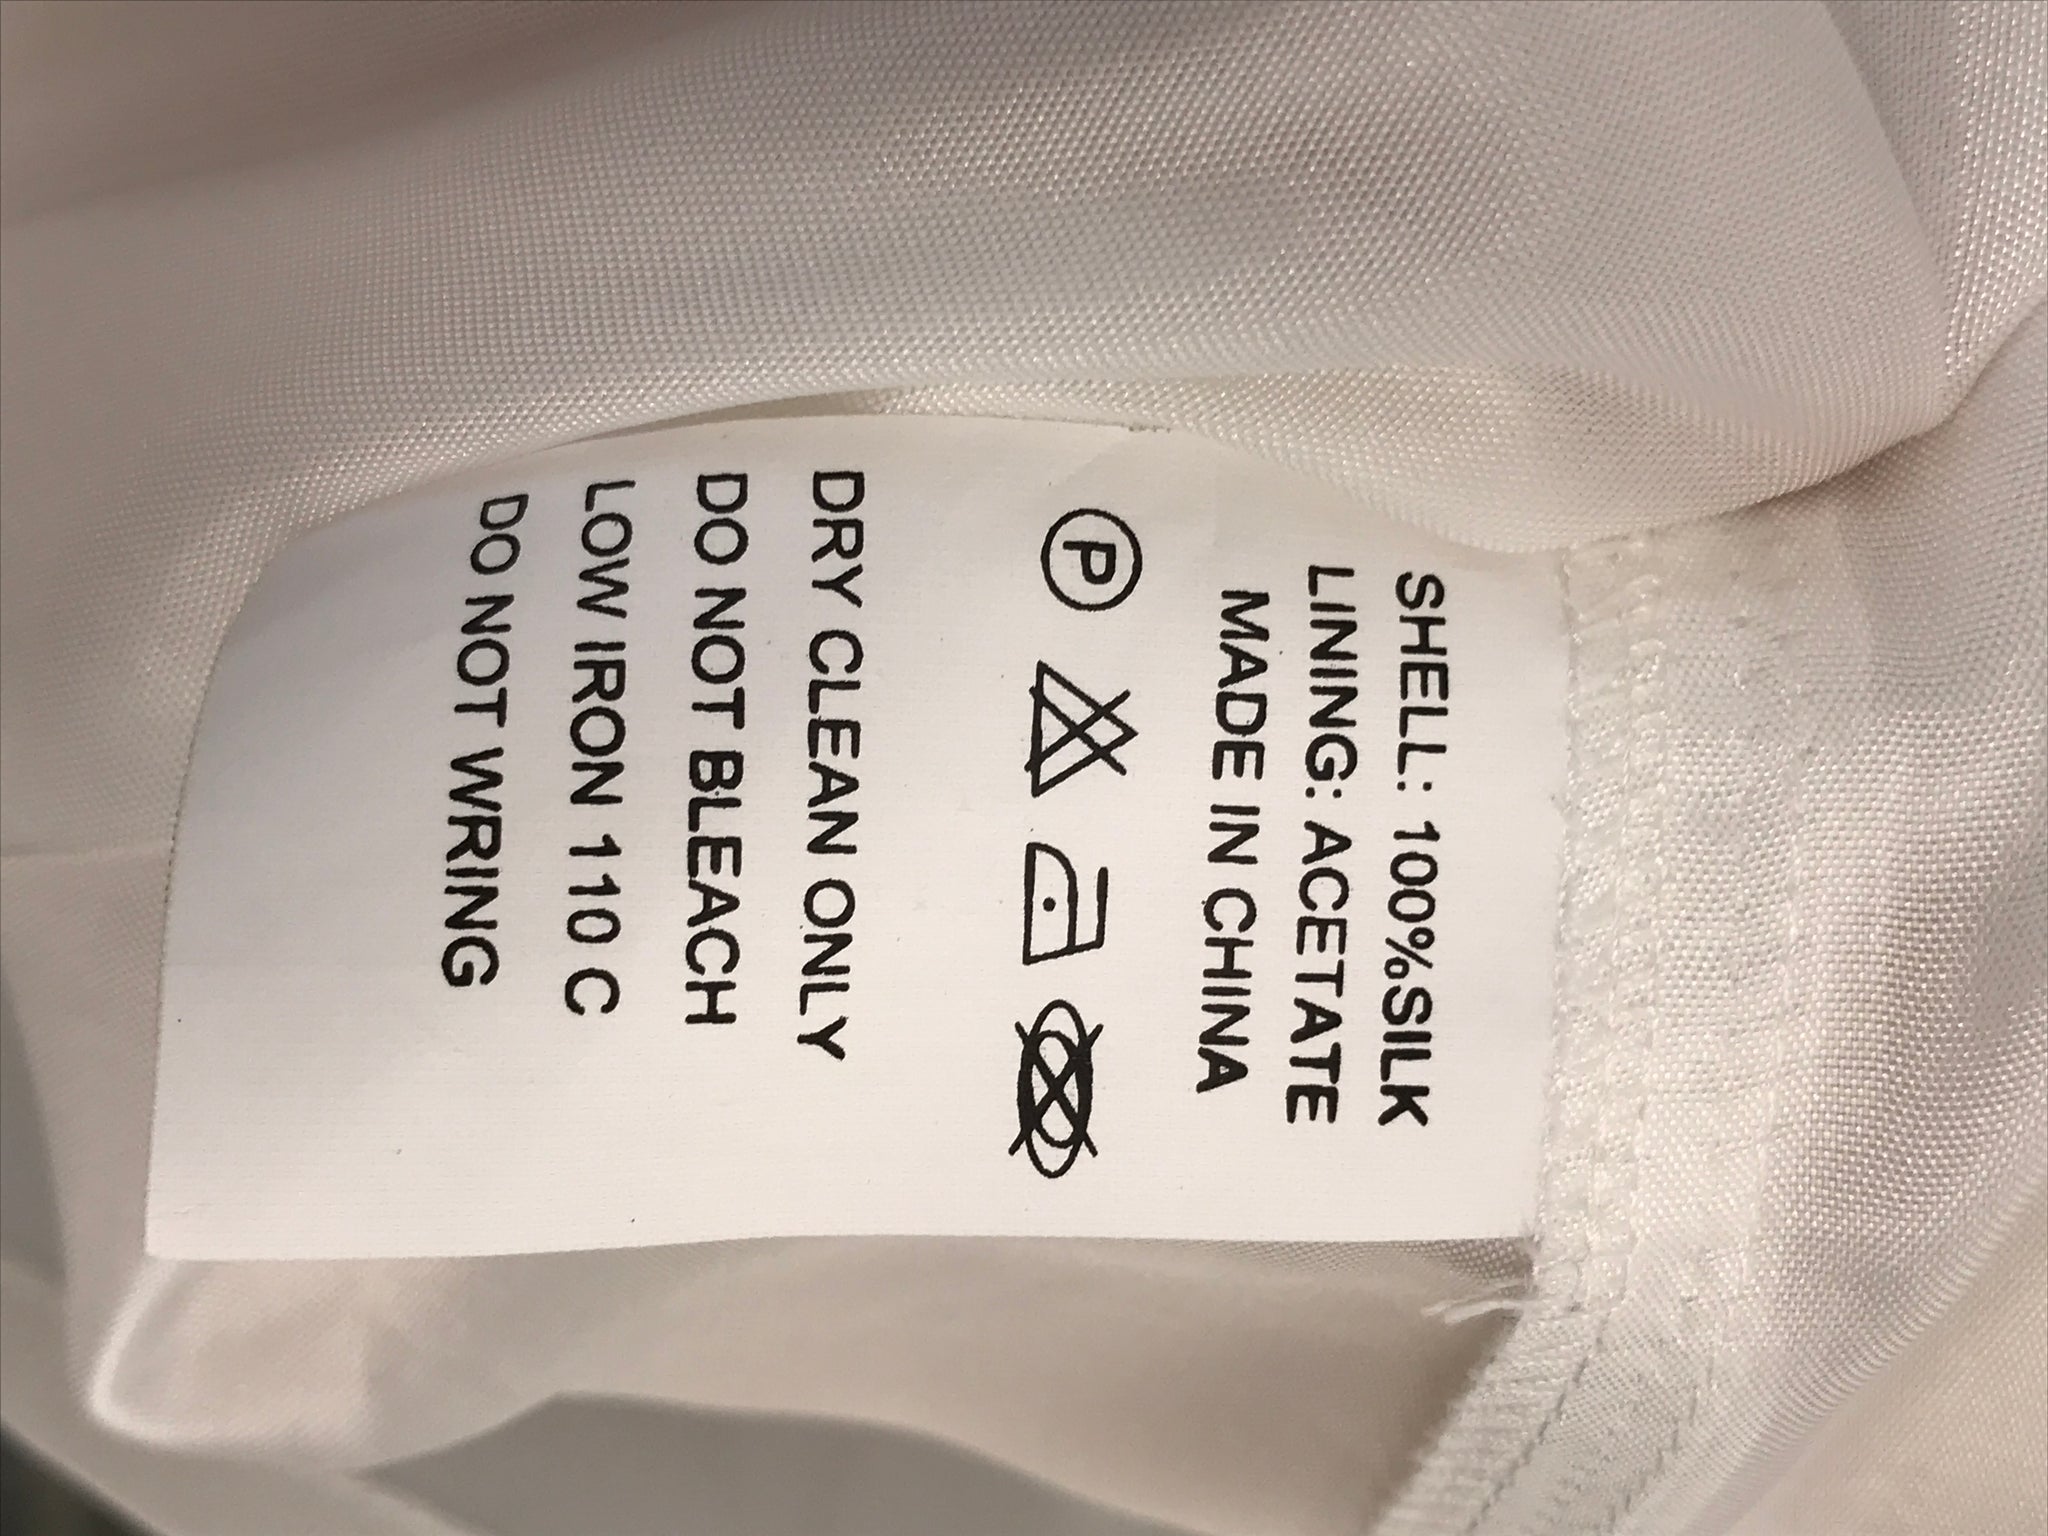 SHELL: 100%SILK
LINING: ACETATE
MADE IN CHINA
P
DRY CLEAN ONLY
DO NOT BLEACH
LOW IRON 110 C
DO NOT WRING